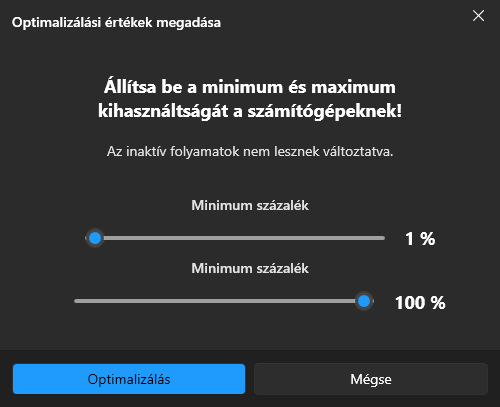 Optimalizálási értékek megadása
Állítsa be a minimum és maximum
kihasználtságát a számítógépeknek!
Az inaktív folyamatok nem lesznek változtatva.
Minimum százalék
1 %
Minimum százalék
100 %
Optimalizálás
Mégse